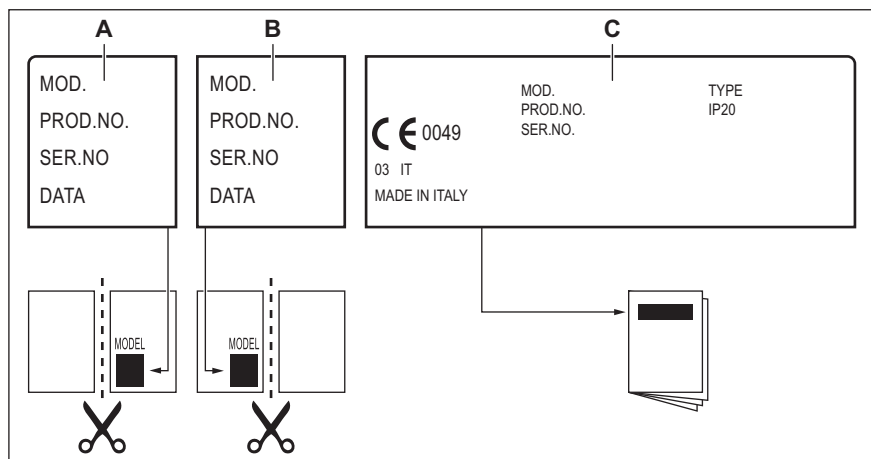 A
B
C
MOD.
PROD.NO.
SER.NO
DATA
MOD.
PROD.NO.
SER.NO
DATA
MOD.
PROD.NO.
SER.NO.
TYPE
IP20
CE 0049
03 IT
MADE IN ITALY
MODEL
MODEL